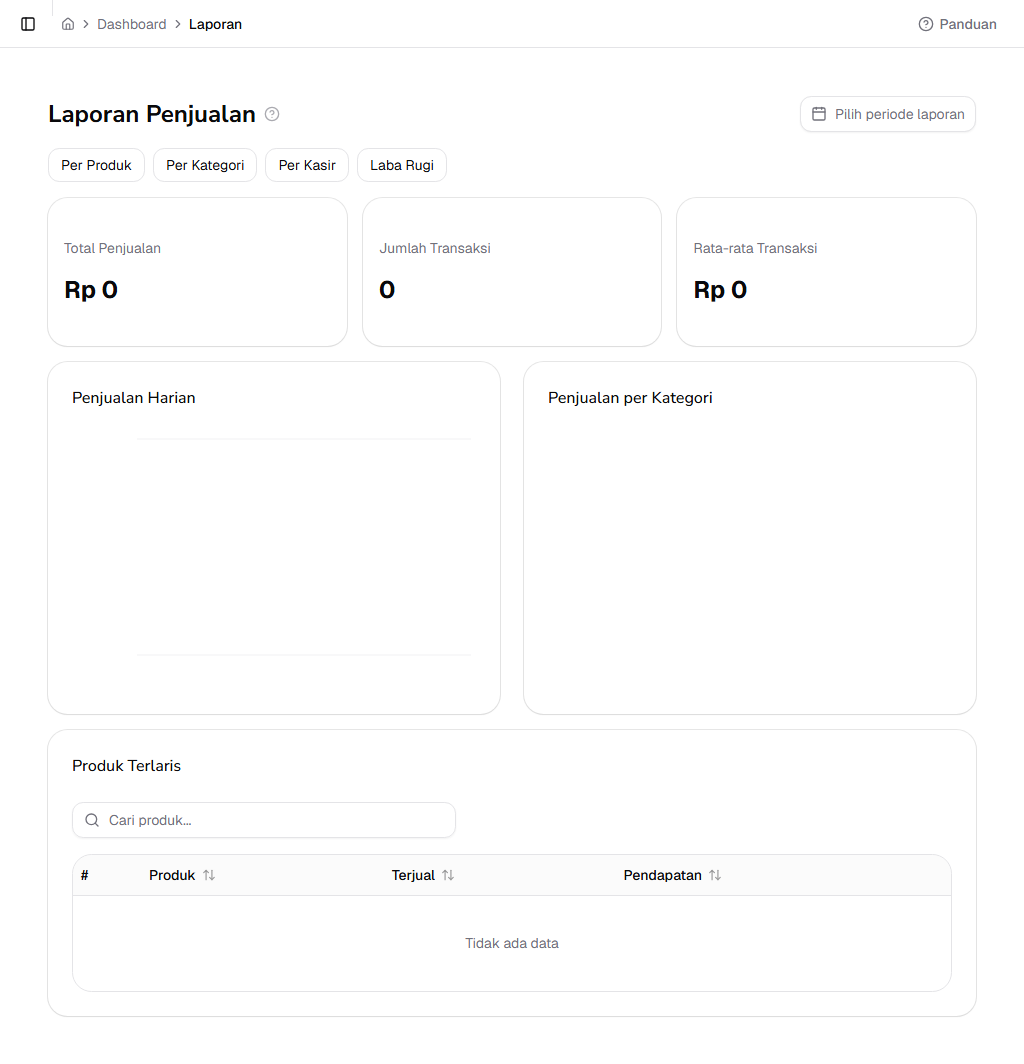 Dashboard
Laporan
Panduan
Laporan Penjualan
Pilih periode laporan
Per Produk
Per Kategori
Per Kasir
Laba Rugi
Total Penjualan
Rp 0
Jumlah Transaksi
0
Rata-rata Transaksi
Rp 0
Penjualan Harian
Penjualan per Kategori
Produk Terlaris
Cari produk...
# Produk Terjual Pendapatan
Tidak ada data